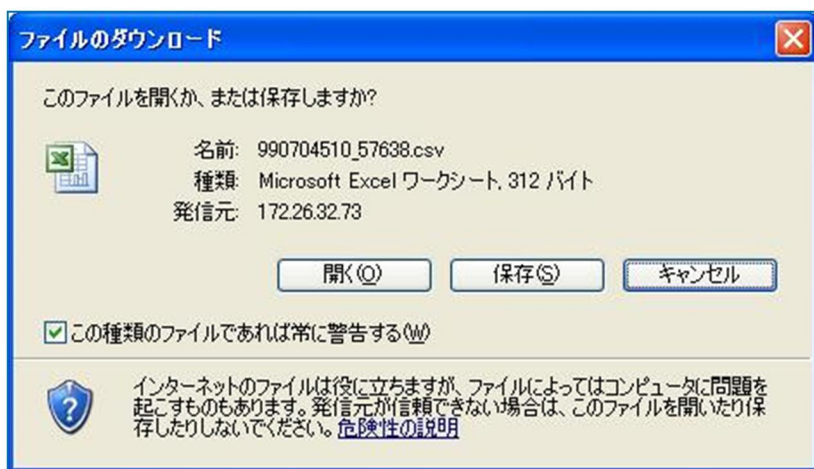 ファイルのダウンロード
このファイルを開くか、または保存しますか?
名前: 990704510_57638.csv
種類: Microsoft Excel ワークシート, 312 バイト
発信元: 172.26.32.73
開く(O) 保存(S) キャンセル
この種類のファイルであれば常に警告する(W)
インターネットのファイルは役に立ちますが、ファイルによってはコンピュータに問題を
起こすものもあります。発信元が信頼できない場合は、このファイルを開いたり保
存したりしないでください。危険性の説明